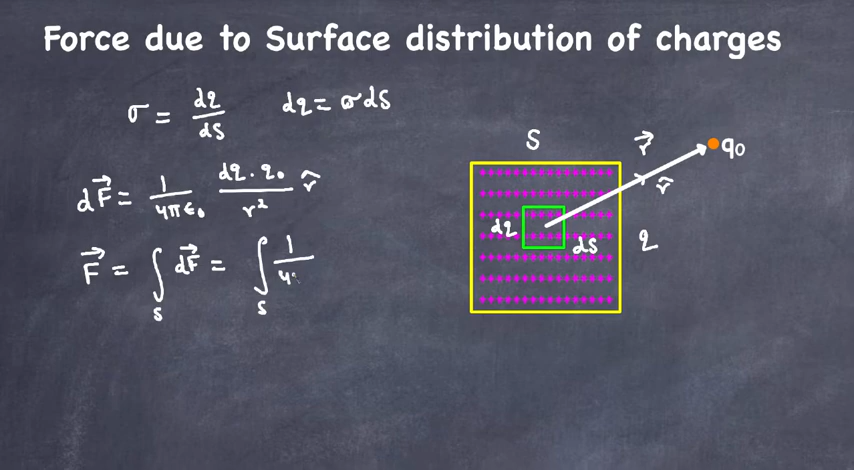 Force due to Surface distribution of charges
σ = dq/ds dq = σ ds
dF⃗ = 1/4πε₀ dq · q₀/r² r̂
F⃗ = ∫ₛ dF⃗ = ∫ₛ 1/4
S
r⃗
q₀
r̂
dq
ds
q